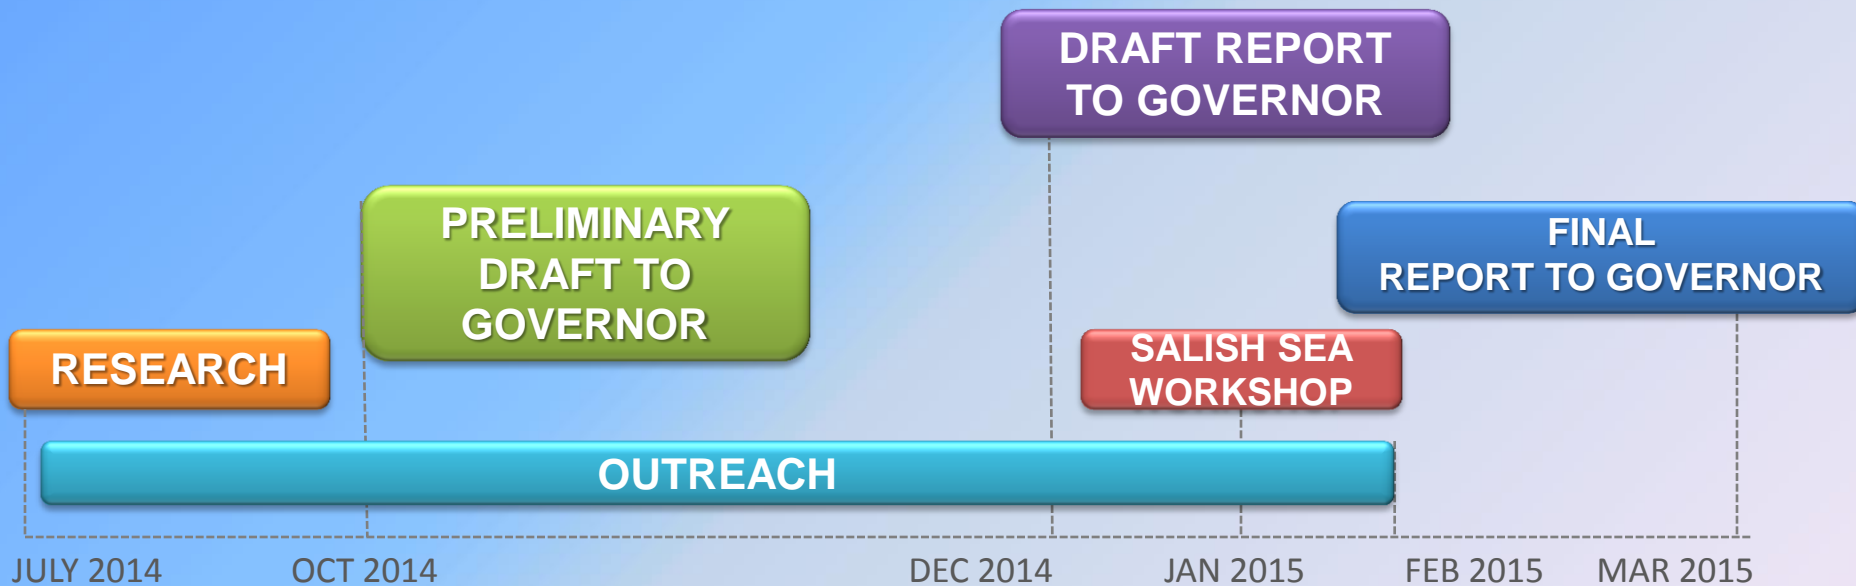 DRAFT REPORT
TO GOVERNOR
PRELIMINARY
DRAFT TO
GOVERNOR
FINAL
REPORT TO GOVERNOR
RESEARCH
SALISH SEA
WORKSHOP
OUTREACH
JULY 2014
OCT 2014
DEC 2014
JAN 2015
FEB 2015
MAR 2015